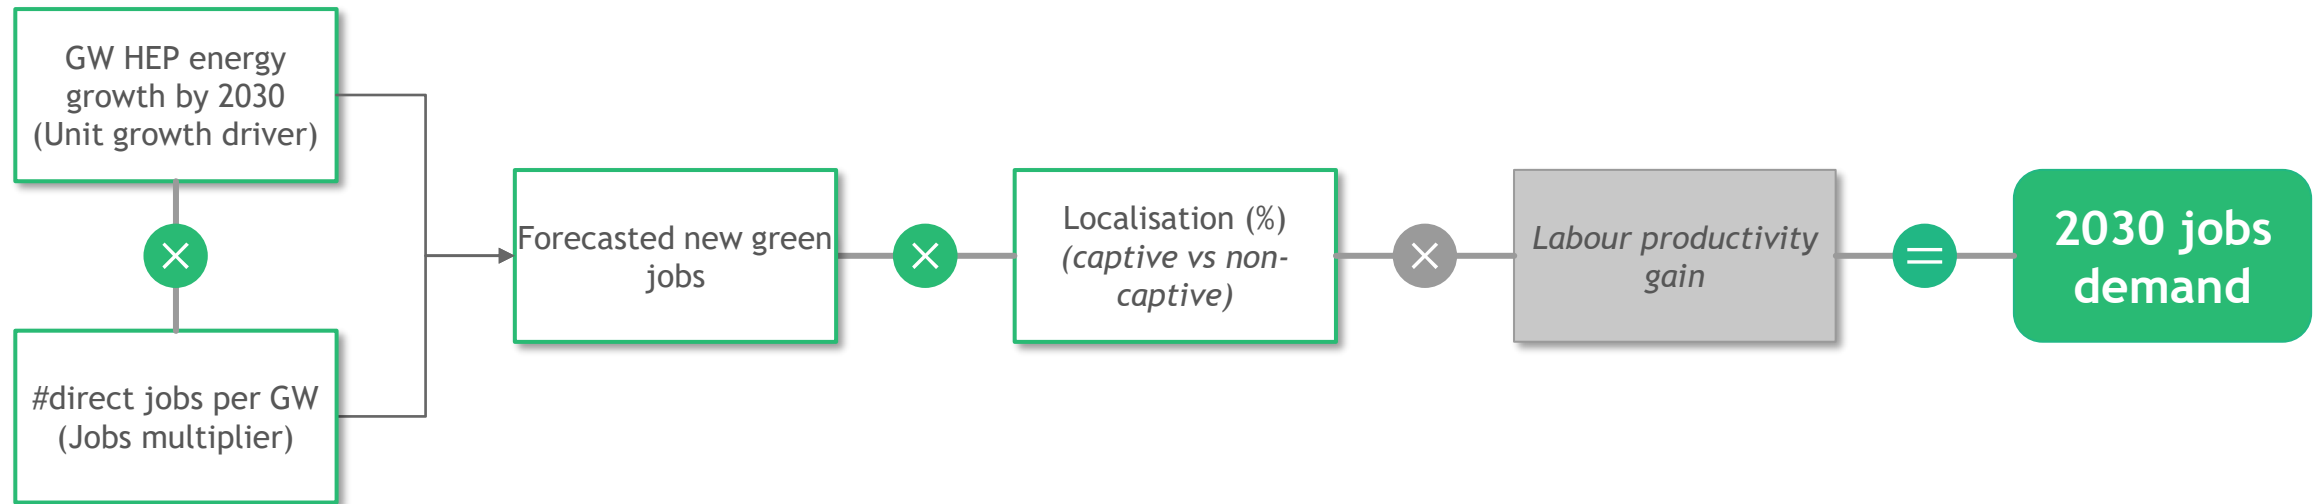 GW HEP energy
growth by 2030
(Unit growth driver)
#direct jobs per GW
(Jobs multiplier)
Forecasted new green
jobs
Localisation (%)
(captive vs non-
captive)
Labour productivity
gain
2030 jobs
demand